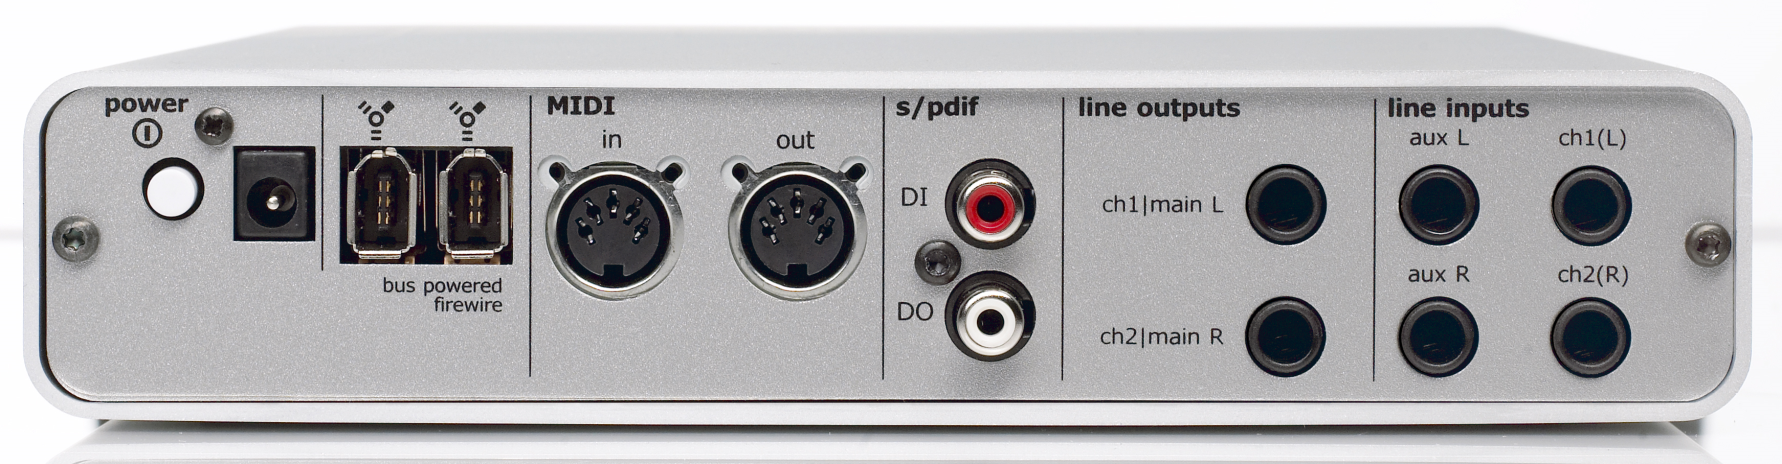 power
bus powered
firewire
MIDI
in
out
s/pdif
DI
DO
line outputs
ch1|main L
ch2|main R
line inputs
aux L
ch1(L)
aux R
ch2(R)